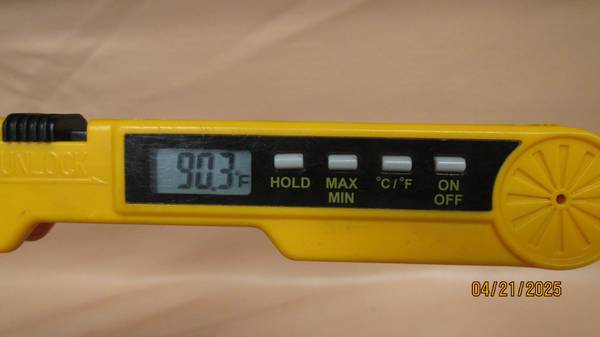 UNLOCK
90.3°F
HOLD
MAX
MIN
°C/°F
ON
OFF
04/21/2025